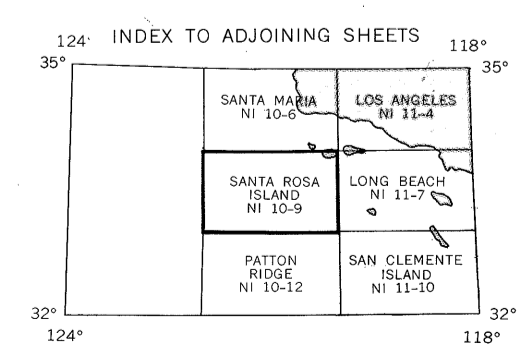 INDEX TO ADJOINING SHEETS
124° 118°
35° 35°
SANTA MARIA
NI 10-6
LOS ANGELES
NI 11-4
SANTA ROSA
ISLAND
NI 10-9
LONG BEACH
NI 11-7
PATTON
RIDGE
NI 10-12
SAN CLEMENTE
ISLAND
NI 11-10
32° 32°
124° 118°